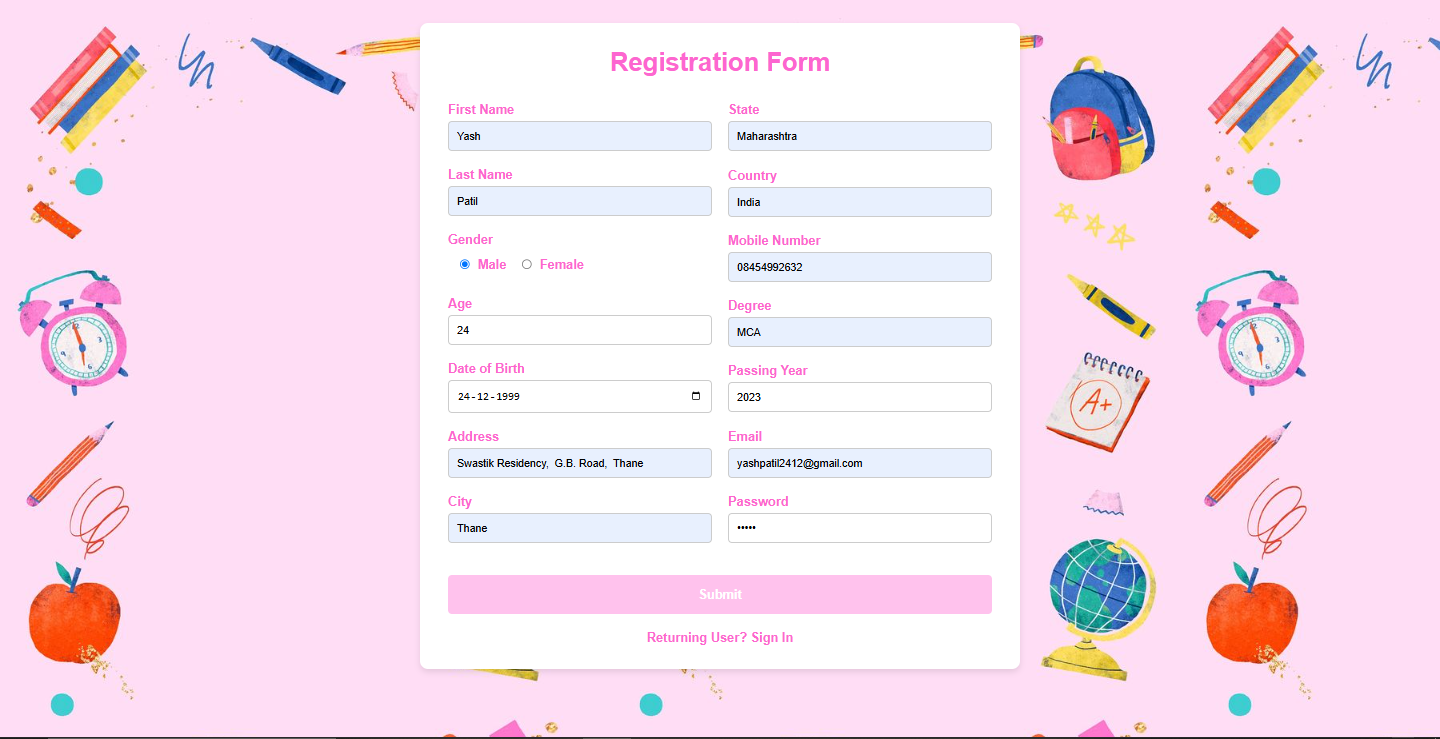 Registration Form
First Name
Yash
Last Name
Patil
Gender
Male Female
Age
24
Date of Birth
24-12-1999
Address
Swastik Residency, G.B. Road, Thane
City
Thane
State
Maharashtra
Country
India
Mobile Number
08454992632
Degree
MCA
Passing Year
2023
Email
yashpatil2412@gmail.com
Password
•••••
Submit
Returning User? Sign In
A+